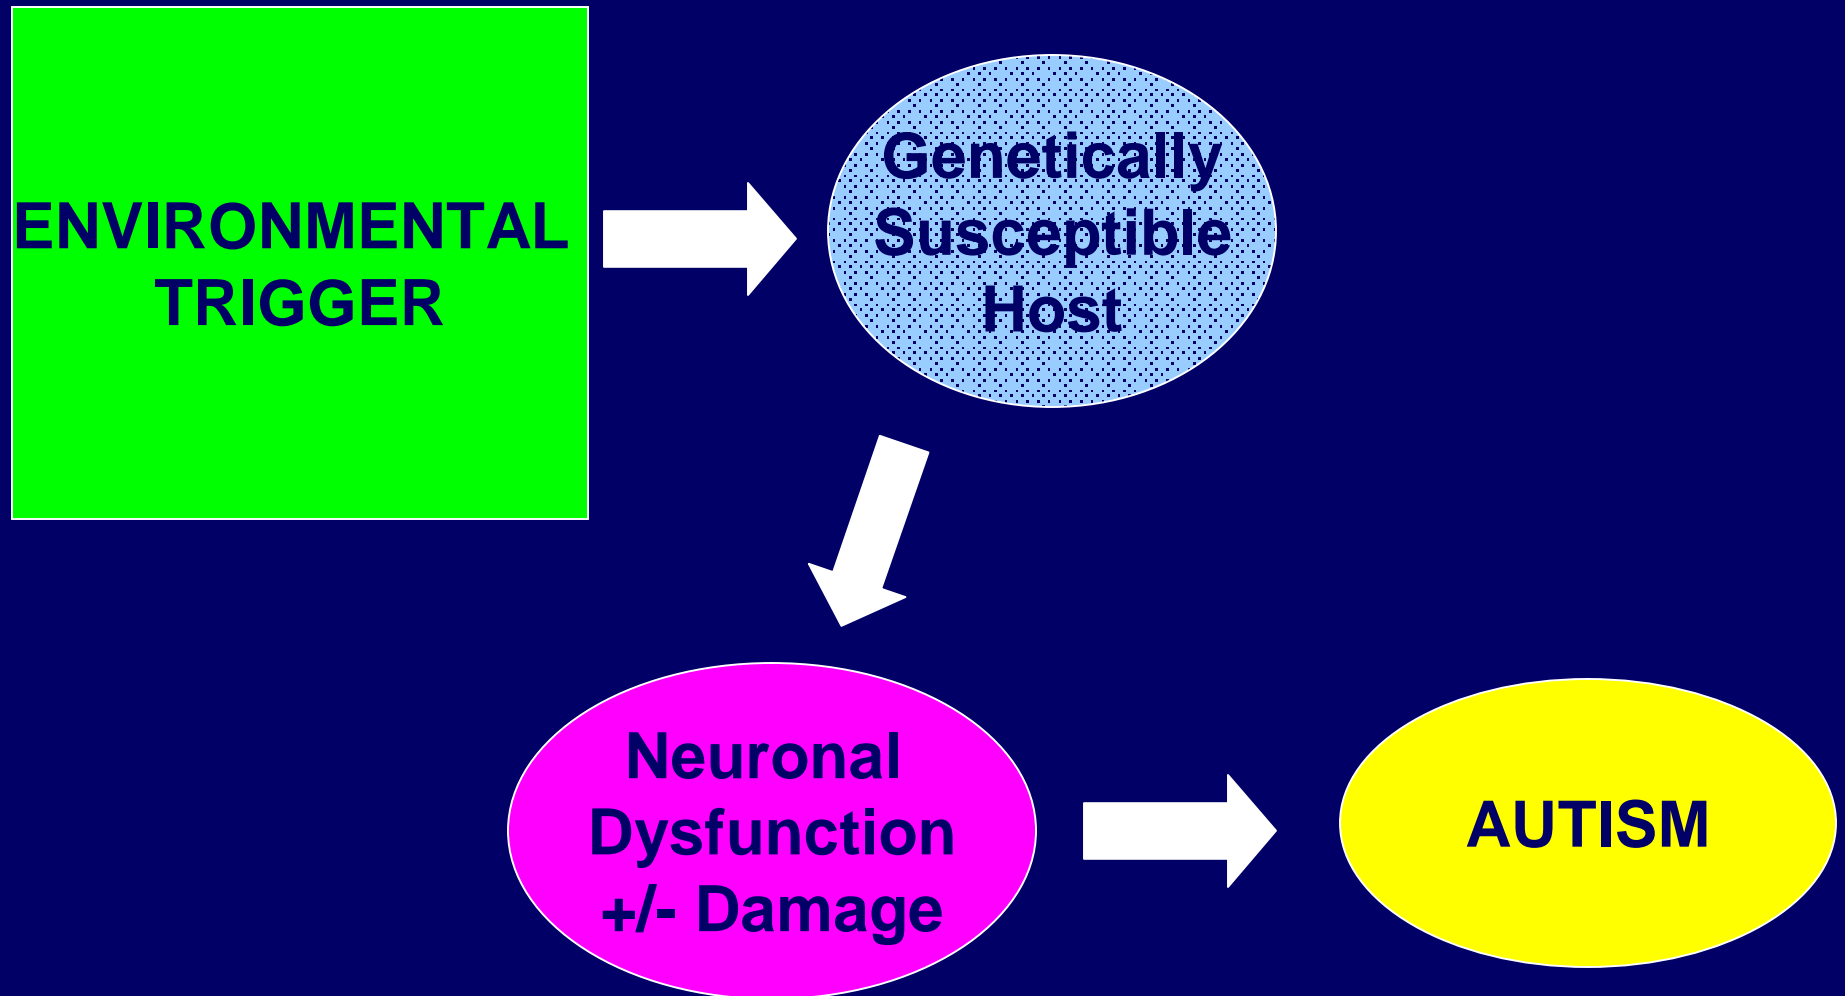 ENVIRONMENTAL
TRIGGER
Genetically
Susceptible
Host
Neuronal
Dysfunction
+/- Damage
AUTISM